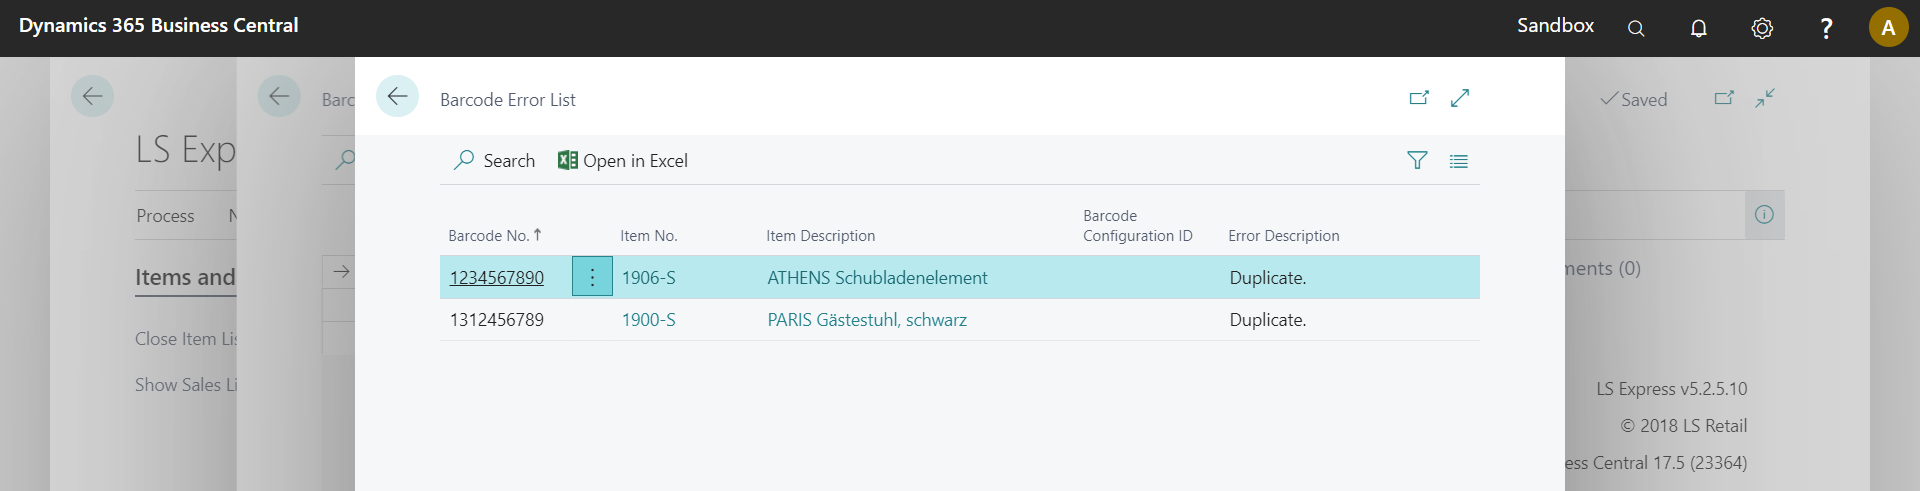 Dynamics 365 Business Central
Sandbox
?
A
Barc
Barcode Error List
Saved
LS Exp
Search
Open in Excel
Process
Items and
Close Item Lis
Show Sales Li
Barcode No.
Item No.
Item Description
Barcode
Configuration ID
Error Description
1234567890 1906-S ATHENS Schubladenelement Duplicate.
1312456789 1900-S PARIS Gästestuhl, schwarz Duplicate.
ments (0)
LS Express v5.2.5.10
© 2018 LS Retail
ess Central 17.5 (23364)